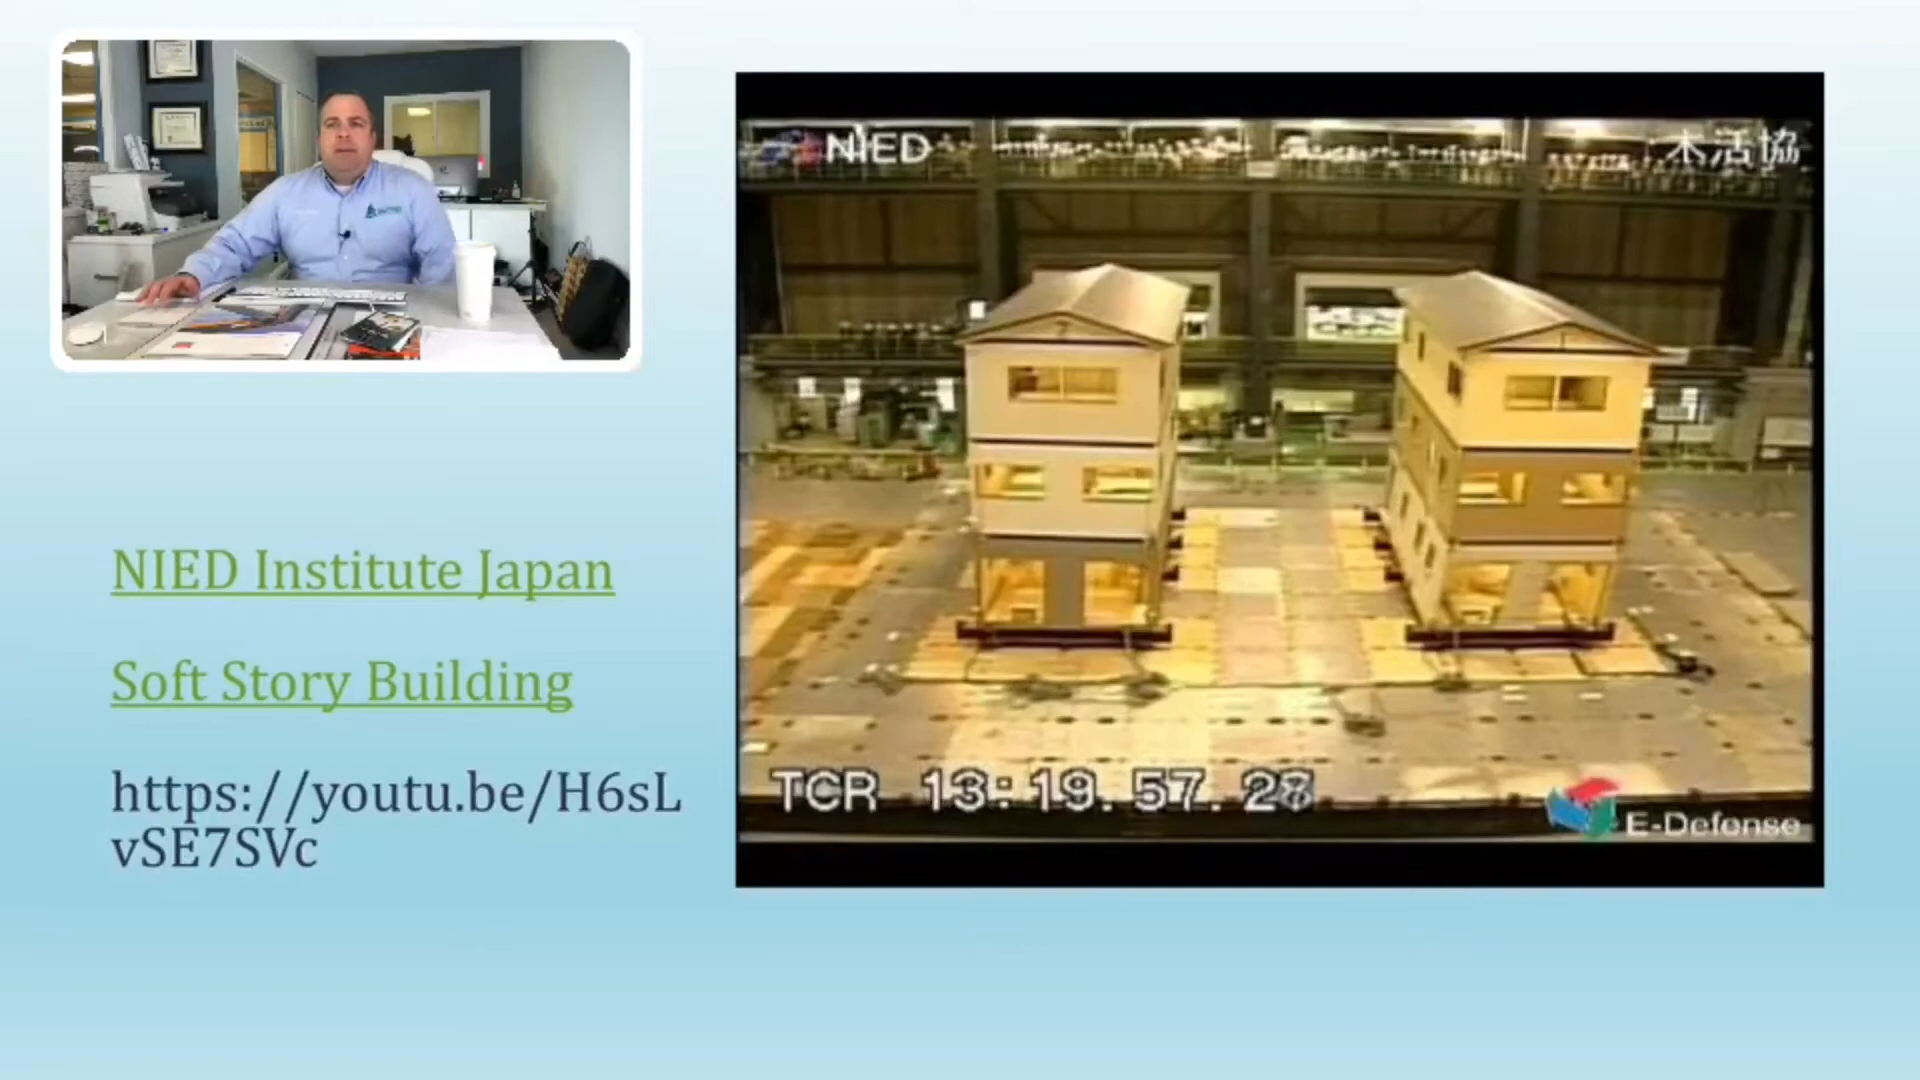 NIED Institute Japan
Soft Story Building
https://youtu.be/H6sL
vSE7SVc
NIED
木活協
TCR 13:19.57.28
E-Defense